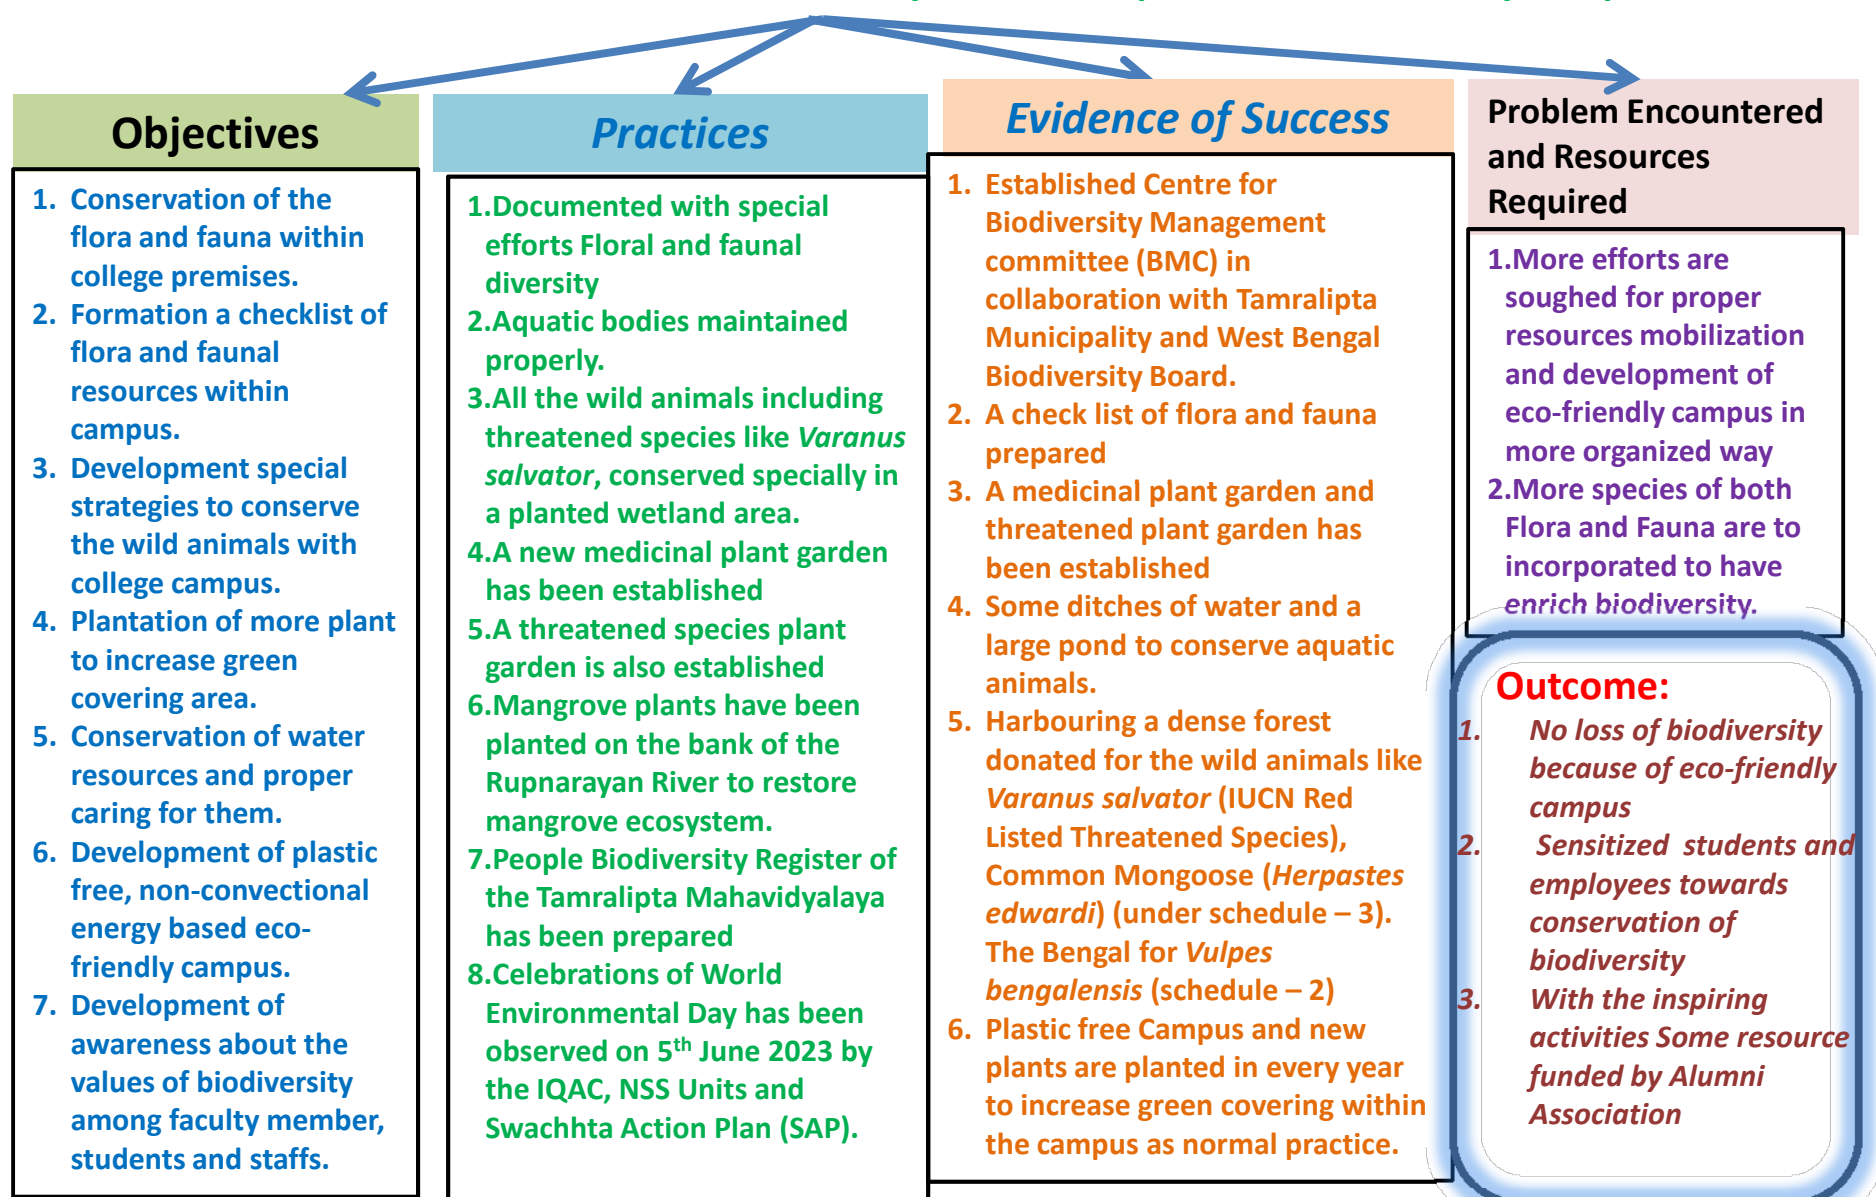 Objectives
1. Conservation of the
flora and fauna within
college premises.
2. Formation a checklist of
flora and faunal
resources within
campus.
3. Development special
strategies to conserve
the wild animals with
college campus.
4. Plantation of more plant
to increase green
covering area.
5. Conservation of water
resources and proper
caring for them.
6. Development of plastic
free, non-convectional
energy based eco-
friendly campus.
7. Development of
awareness about the
values of biodiversity
among faculty member,
students and staffs.
Practices
1.Documented with special
efforts Floral and faunal
diversity
2.Aquatic bodies maintained
properly.
3.All the wild animals including
threatened species like Varanus
salvator, conserved specially in
a planted wetland area.
4.A new medicinal plant garden
has been established
5.A threatened species plant
garden is also established
6.Mangrove plants have been
planted on the bank of the
Rupnarayan River to restore
mangrove ecosystem.
7.People Biodiversity Register of
the Tamralipta Mahavidyalaya
has been prepared
8.Celebrations of World
Environmental Day has been
observed on 5th June 2023 by
the IQAC, NSS Units and
Swachhta Action Plan (SAP).
Evidence of Success
1. Established Centre for
Biodiversity Management
committee (BMC) in
collaboration with Tamralipta
Municipality and West Bengal
Biodiversity Board.
2. A check list of flora and fauna
prepared
3. A medicinal plant garden and
threatened plant garden has
been established
4. Some ditches of water and a
large pond to conserve aquatic
animals.
5. Harbouring a dense forest
donated for the wild animals like
Varanus salvator (IUCN Red
Listed Threatened Species),
Common Mongoose (Herpastes
edwardi) (under schedule – 3).
The Bengal for Vulpes
bengalensis (schedule – 2)
6. Plastic free Campus and new
plants are planted in every year
to increase green covering within
the campus as normal practice.
Problem Encountered
and Resources
Required
1.More efforts are
soughed for proper
resources mobilization
and development of
eco-friendly campus in
more organized way
2.More species of both
Flora and Fauna are to
incorporated to have
enrich biodiversity.
Outcome:
1. No loss of biodiversity
because of eco-friendly
campus
2. Sensitized students and
employees towards
conservation of
biodiversity
3. With the inspiring
activities Some resource
funded by Alumni
Association